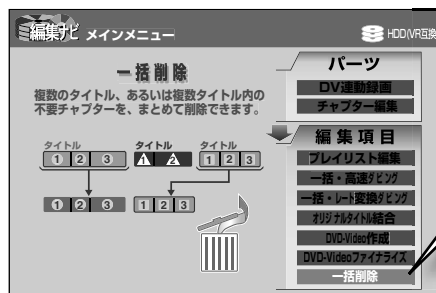 編集ナビ メインメニュー
HDD(VR互換
一括削除
複数のタイトル、あるいは複数タイトル内の
不要チャプターを、まとめて削除できます。
タイトル タイトル タイトル
1 2 3 1 2 1 2 3
1 2 3 1 2 3
パーツ
DV連動録画
チャプター編集
編集項目
プレイリスト編集
一括・高速ダビング
一括・レート変換ダビング
オリジナルタイトル結合
DVD-Video作成
DVD-Videoファイナライズ
一括削除